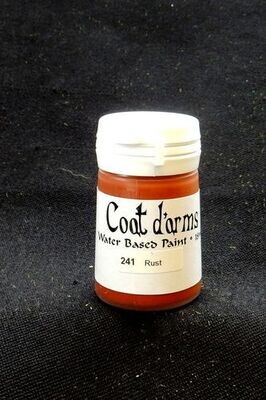 Coat d'arms
Water Based Paint •
241 Rust